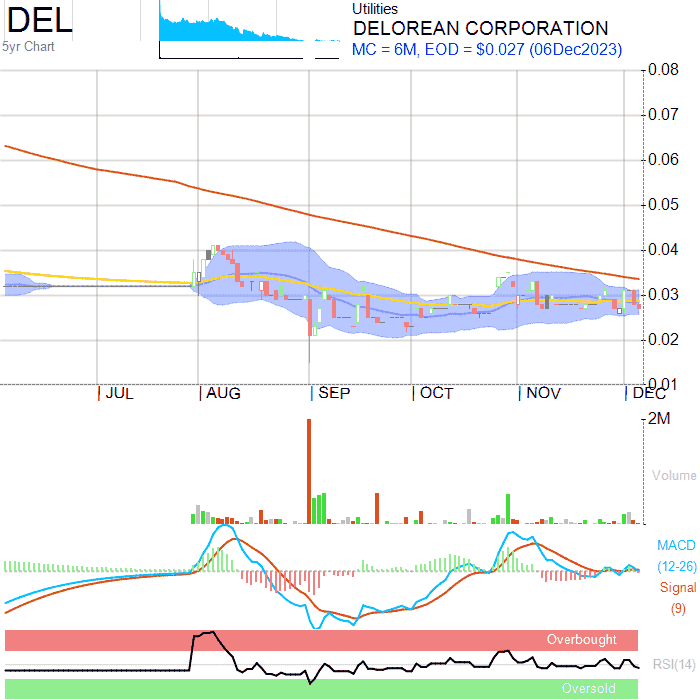 DEL
5yr Chart
Utilities
DELOREAN CORPORATION
MC = 6M, EOD = $0.027 (06Dec2023)
0.08
0.07
0.06
0.05
0.04
0.03
0.02
0.01
JUL AUG SEP OCT NOV DEC
2M
Volume
MACD
(12-26)
Signal
(9)
Overbought
RSI(14)
Oversold